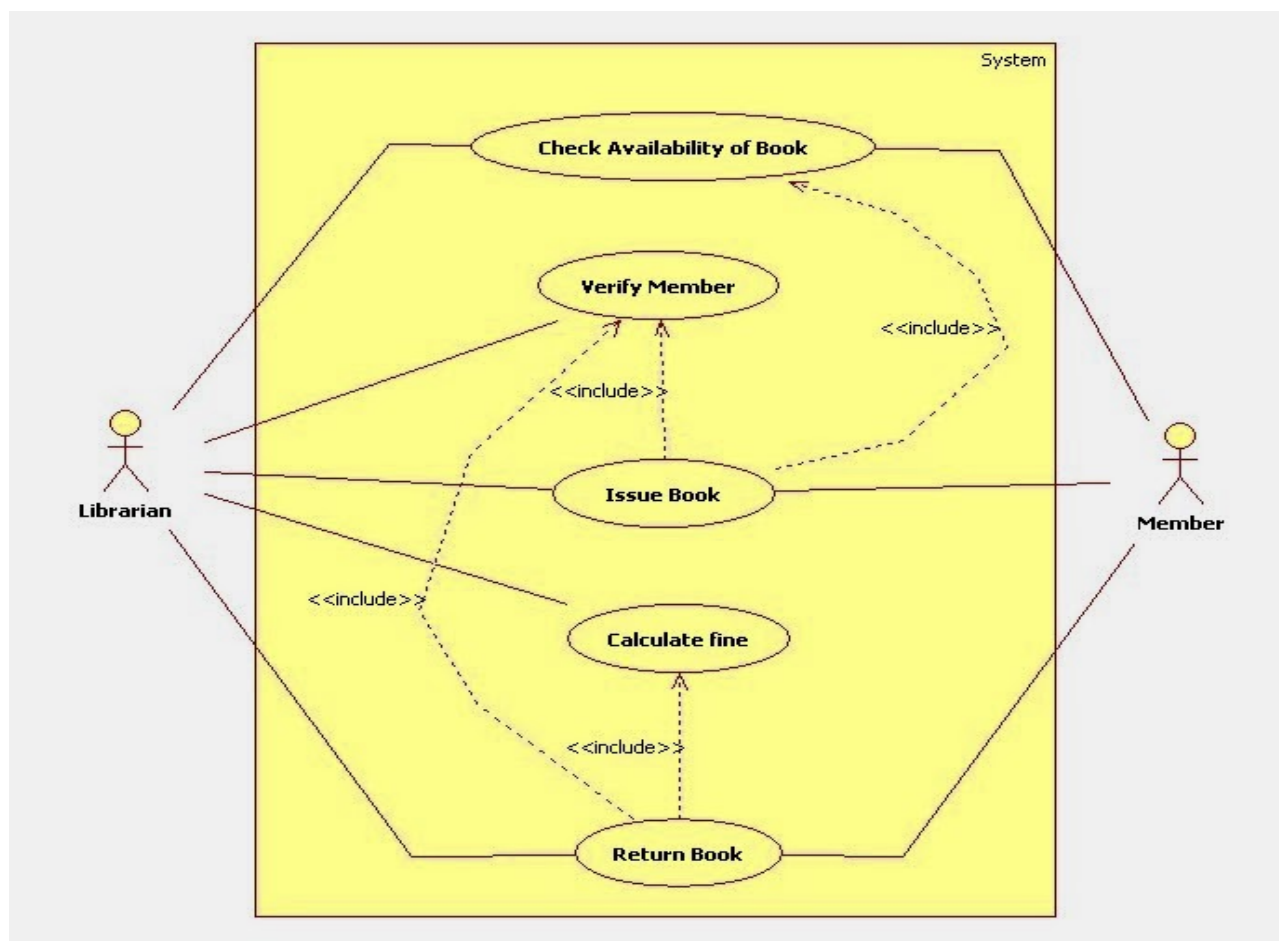 System
Check Availability of Book
Verify Member
<<include>>
<<include>>
Librarian
Issue Book
Member
<<include>>
Calculate fine
<<include>>
Return Book